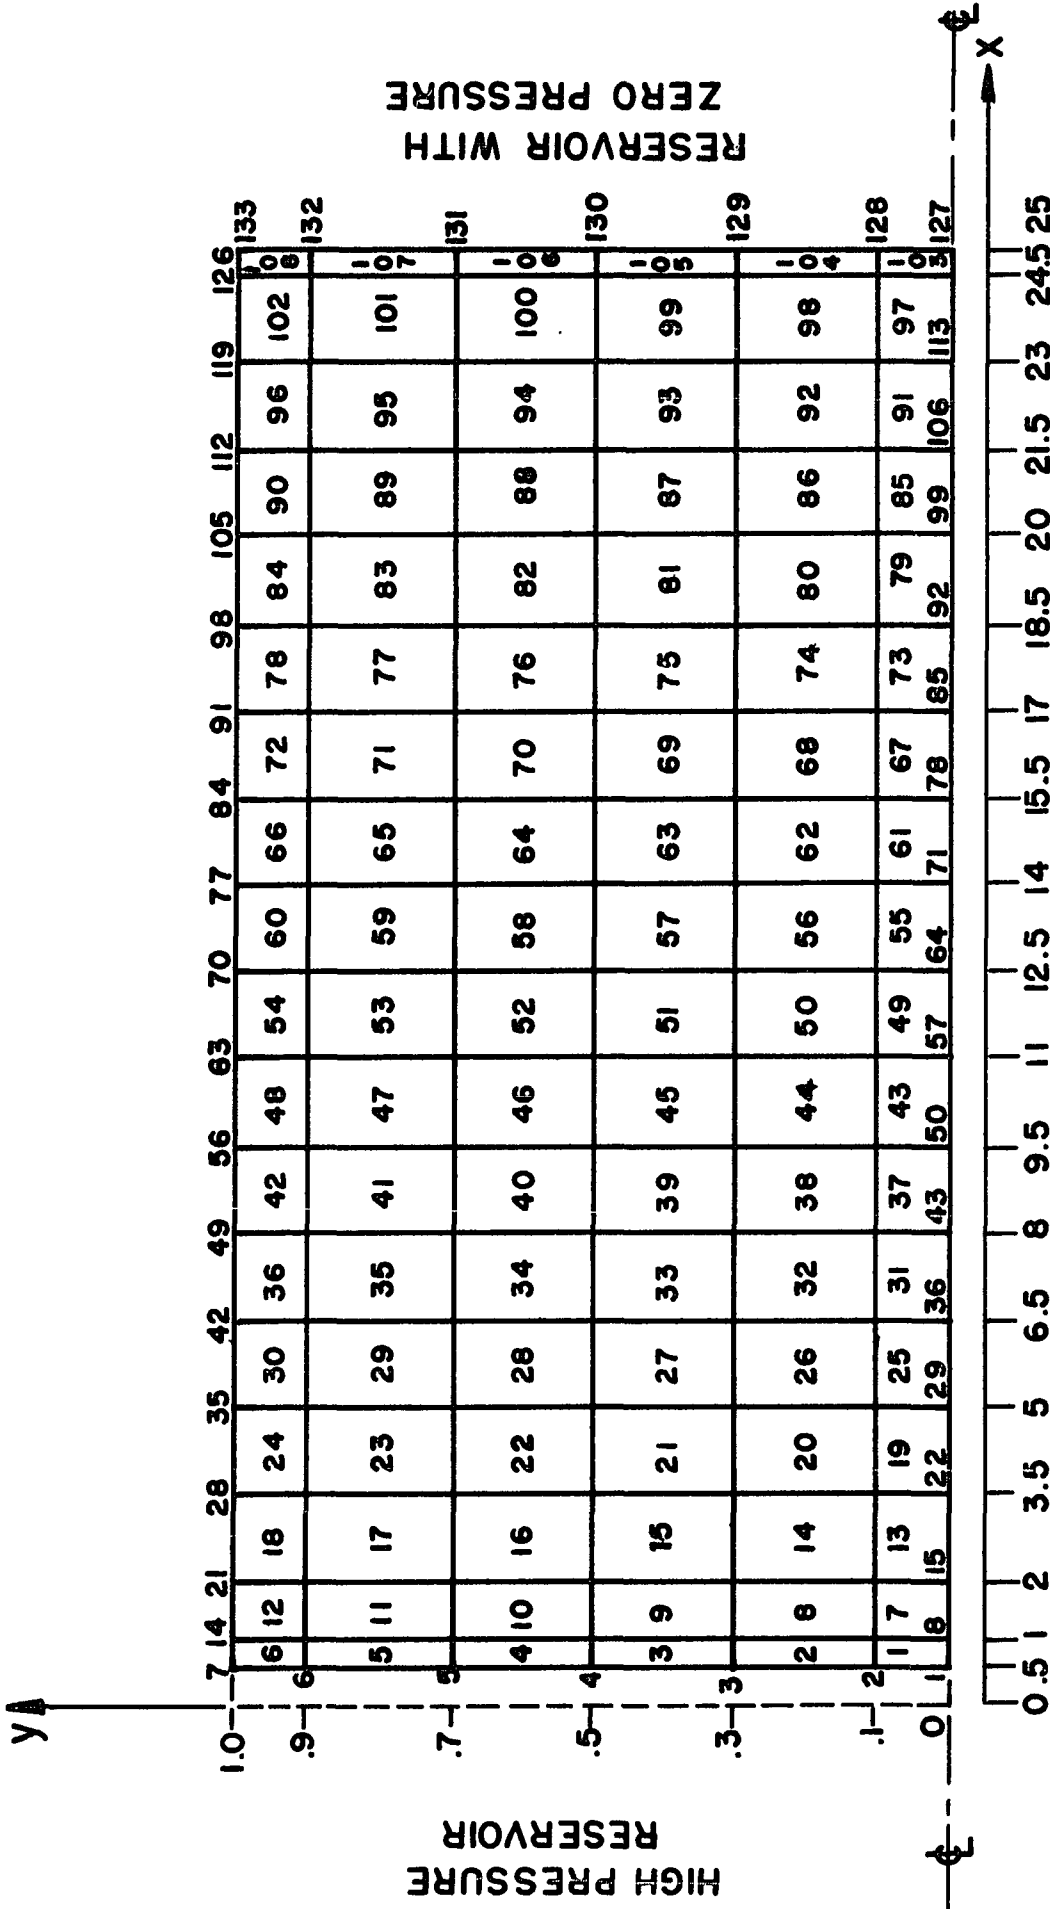 y
7 14 21 28 35 42 49 56 63 70 77 84 91 98 105 112 119 126
1.0 133
6 12 18 24 30 36 42 48 54 60 66 72 78 84 90 96 102 108
.9 6 132
5 11 17 23 29 35 41 47 53 59 65 71 77 83 89 95 101 107
.7 5 131
4 10 16 22 28 34 40 46 52 58 64 70 76 82 88 94 100 106
.5 4 130
3 9 15 21 27 33 39 45 51 57 63 69 75 81 87 93 99 105
.3 3 129
2 8 14 20 26 32 38 44 50 56 62 68 74 80 86 92 98 104
.1 2 128
1 7 13 19 25 31 37 43 49 55 61 67 73 79 85 91 97 103
0 1 8 15 22 29 36 43 50 57 64 71 78 85 92 99 106 113 127
℄ ℄
X
0.5 1 2 3.5 5 6.5 8 9.5 11 12.5 14 15.5 17 18.5 20 21.5 23 24.5 25
HIGH PRESSURE
RESERVOIR
RESERVOIR WITH
ZERO PRESSURE